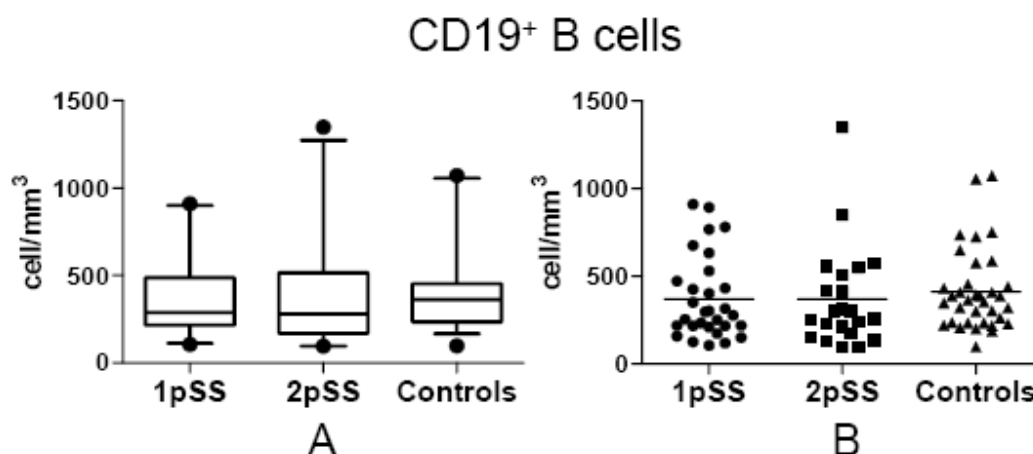 CD19⁺ B cells
cell/mm³
1500
1000
500
0
1pSS
2pSS
Controls
A
cell/mm³
1500
1000
500
0
1pSS
2pSS
Controls
B